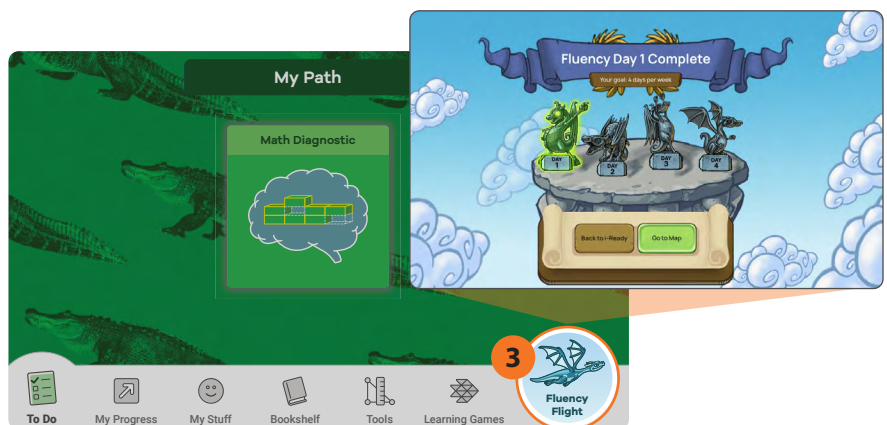 My Path
Math Diagnostic
Fluency Day 1 Complete
Your goal: 4 days per week
DAY
1
DAY
2
DAY
3
DAY
4
Back to i-Ready
Go to Map
3
Fluency
Flight
To Do
My Progress
My Stuff
Bookshelf
Tools
Learning Games